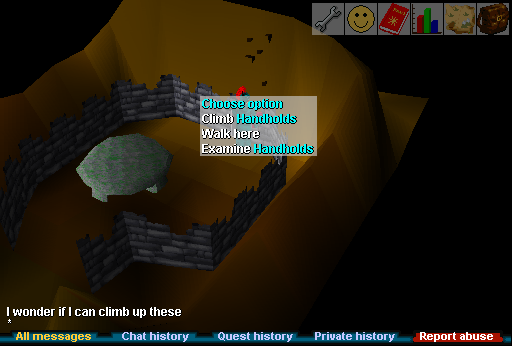 Choose option
Climb Handholds
Walk here
Examine Handholds
I wonder if I can climb up these
*
All messages Chat history Quest history Private history Report abuse